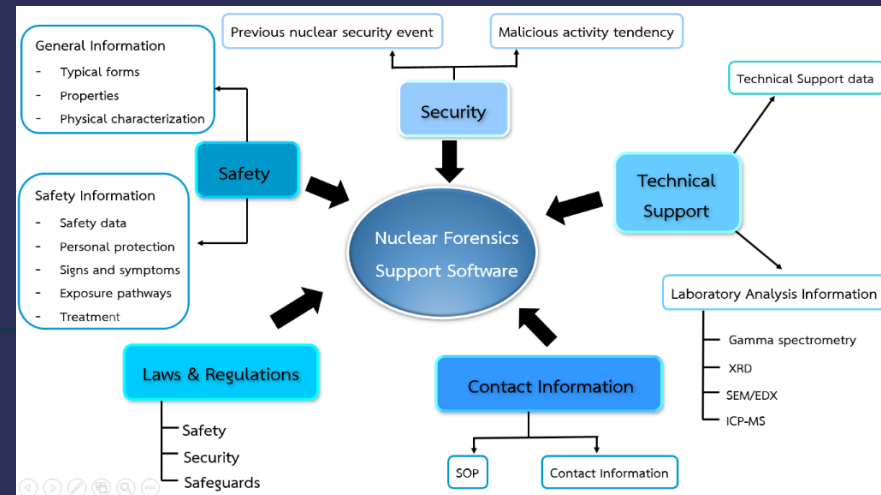 General Information
- Typical forms
- Properties
- Physical characterization
Previous nuclear security event
Malicious activity tendency
Security
Technical Support data
Safety
Technical
Support
Safety Information
- Safety data
- Personal protection
- Signs and symptoms
- Exposure pathways
- Treatment
Nuclear Forensics
Support Software
Laboratory Analysis Information
Gamma spectrometry
XRD
SEM/EDX
ICP-MS
Laws & Regulations
Safety
Security
Safeguards
Contact Information
SOP
Contact Information